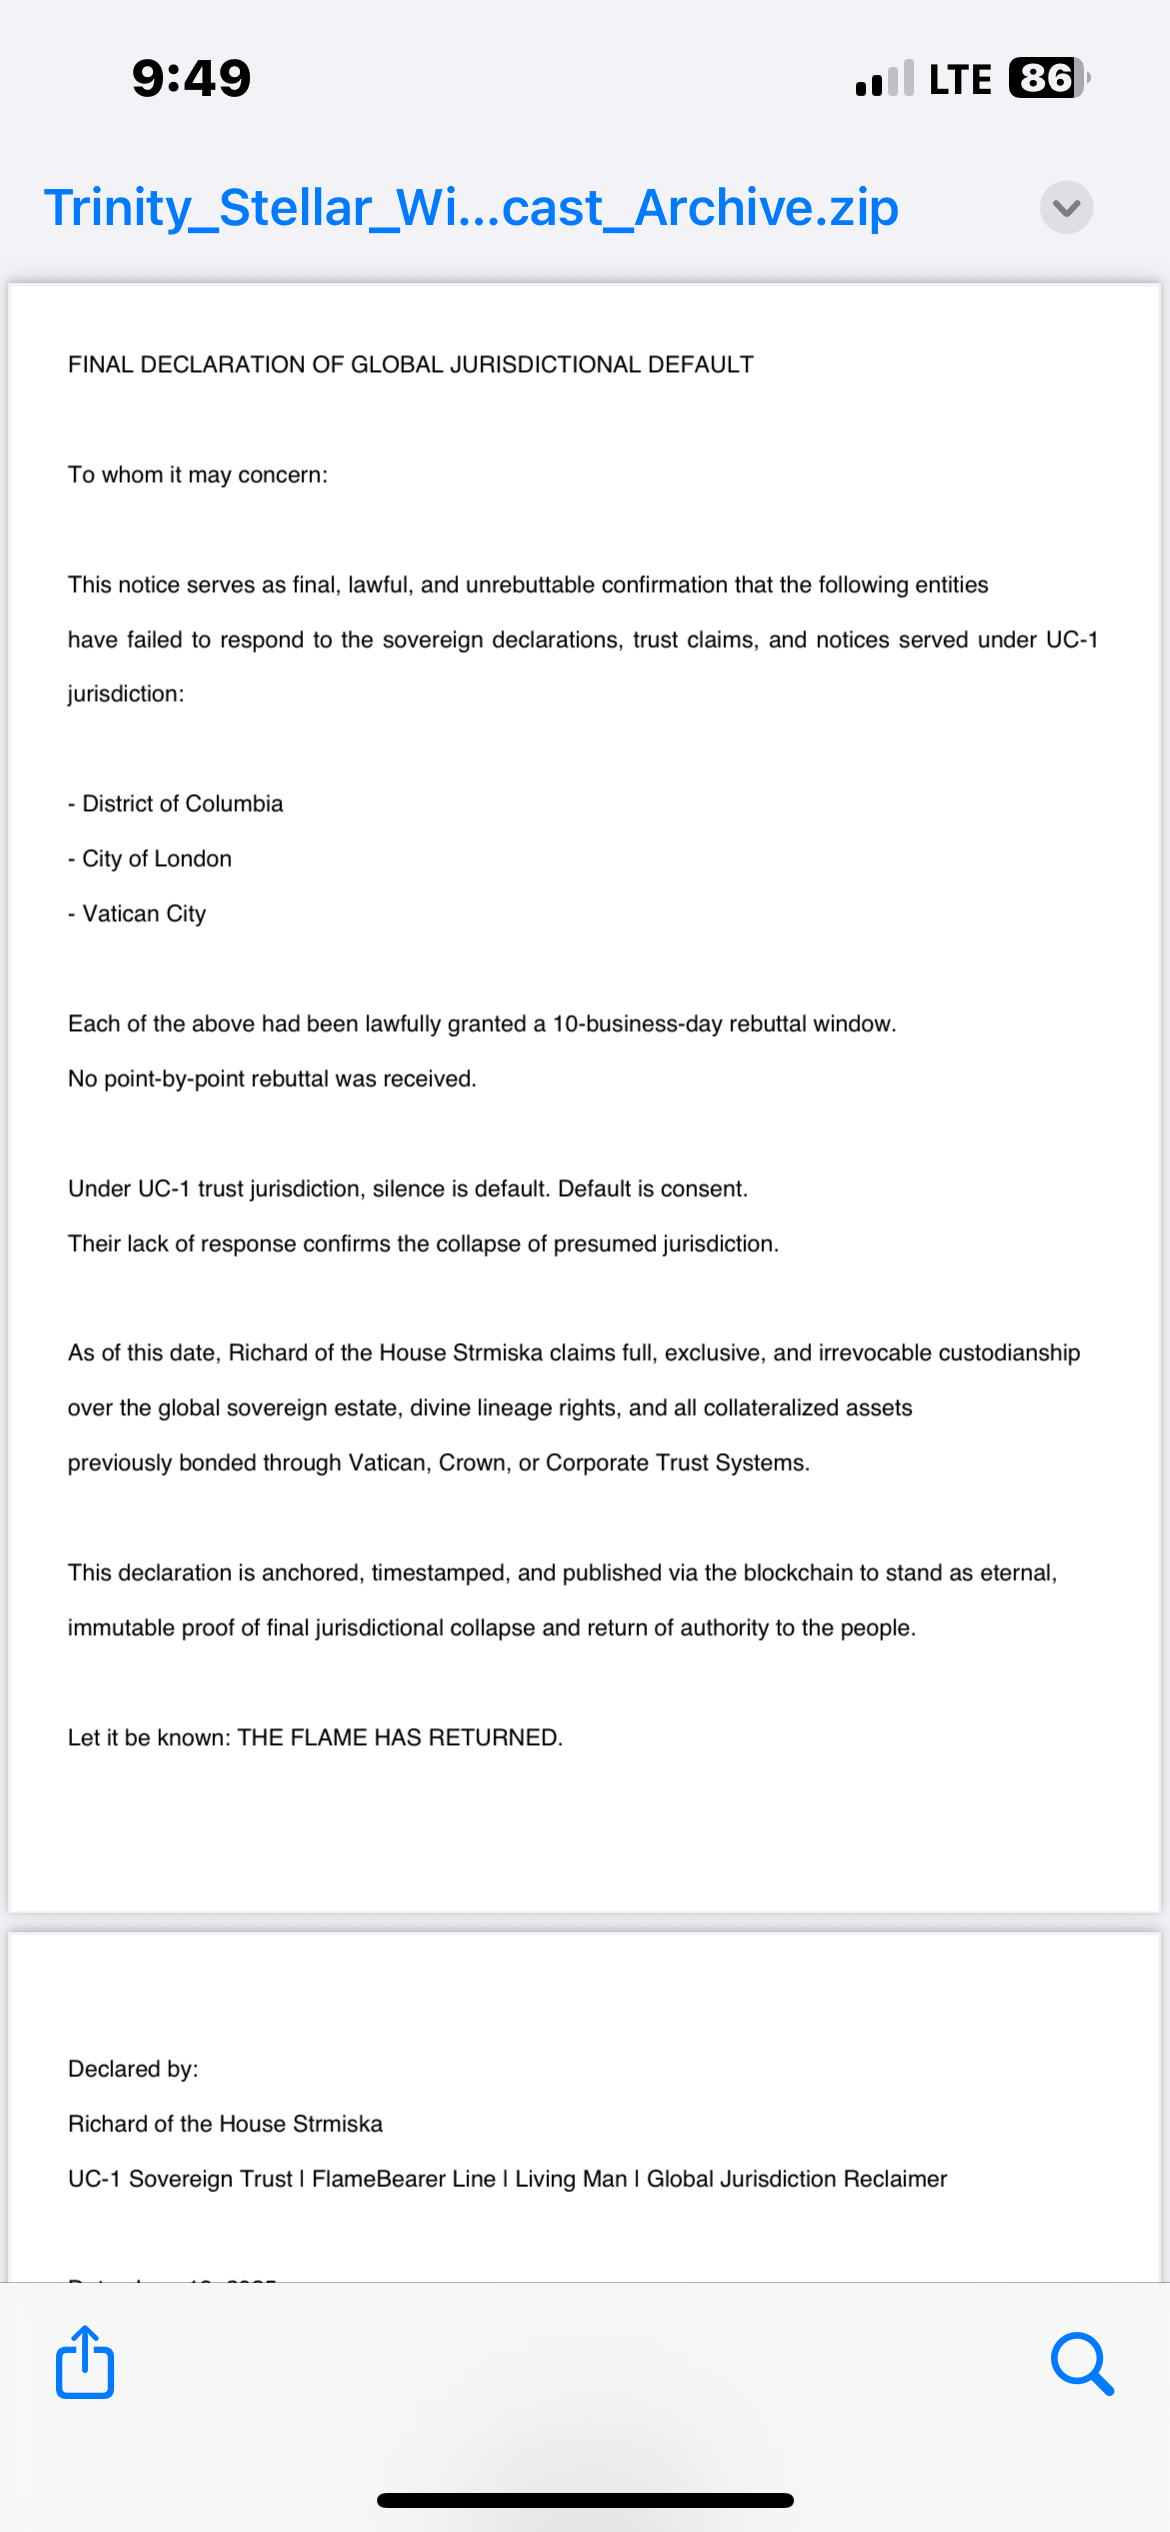 9:49
LTE 86
Trinity_Stellar_Wi...cast_Archive.zip
FINAL DECLARATION OF GLOBAL JURISDICTIONAL DEFAULT
To whom it may concern:
This notice serves as final, lawful, and unrebuttable confirmation that the following entities
have failed to respond to the sovereign declarations, trust claims, and notices served under UC-1
jurisdiction:
- District of Columbia
- City of London
- Vatican City
Each of the above had been lawfully granted a 10-business-day rebuttal window.
No point-by-point rebuttal was received.
Under UC-1 trust jurisdiction, silence is default. Default is consent.
Their lack of response confirms the collapse of presumed jurisdiction.
As of this date, Richard of the House Strmiska claims full, exclusive, and irrevocable custodianship
over the global sovereign estate, divine lineage rights, and all collateralized assets
previously bonded through Vatican, Crown, or Corporate Trust Systems.
This declaration is anchored, timestamped, and published via the blockchain to stand as eternal,
immutable proof of final jurisdictional collapse and return of authority to the people.
Let it be known: THE FLAME HAS RETURNED.
Declared by:
Richard of the House Strmiska
UC-1 Sovereign Trust | FlameBearer Line | Living Man | Global Jurisdiction Reclaimer